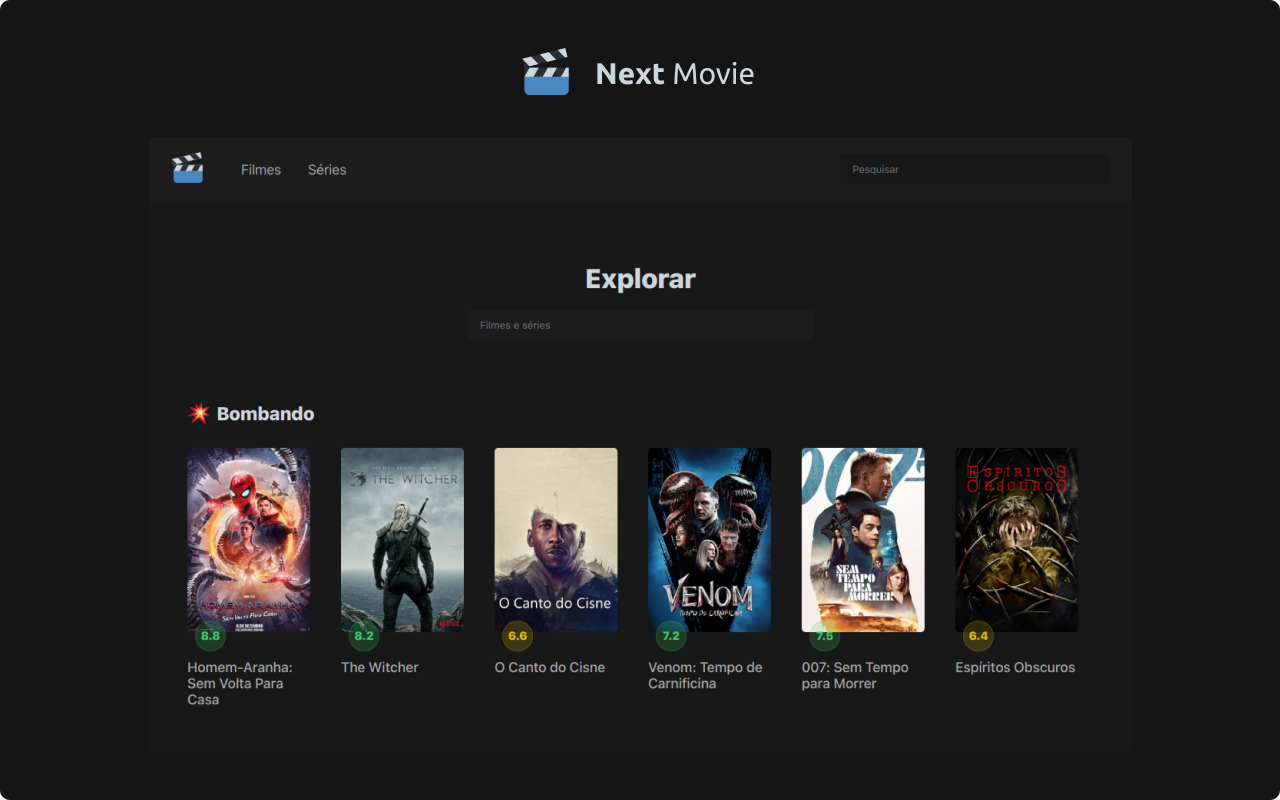 Next Movie
Filmes
Séries
Pesquisar
Explorar
Filmes e séries
Bombando
THE WITCHER
O Canto do Cisne
VENOM
TEMPO DE CARNIFICINA
007
SEM
TEMPO
PARA
MORRER
ESPÍRITOS
OBSCUROS
HOMEM-ARANHA
SEM VOLTA PARA CASA
NETFLIX
8.8
8.2
6.6
7.2
7.5
6.4
Homem-Aranha:
Sem Volta Para
Casa
The Witcher
O Canto do Cisne
Venom: Tempo de
Carnificina
007: Sem Tempo
para Morrer
Espíritos Obscuros